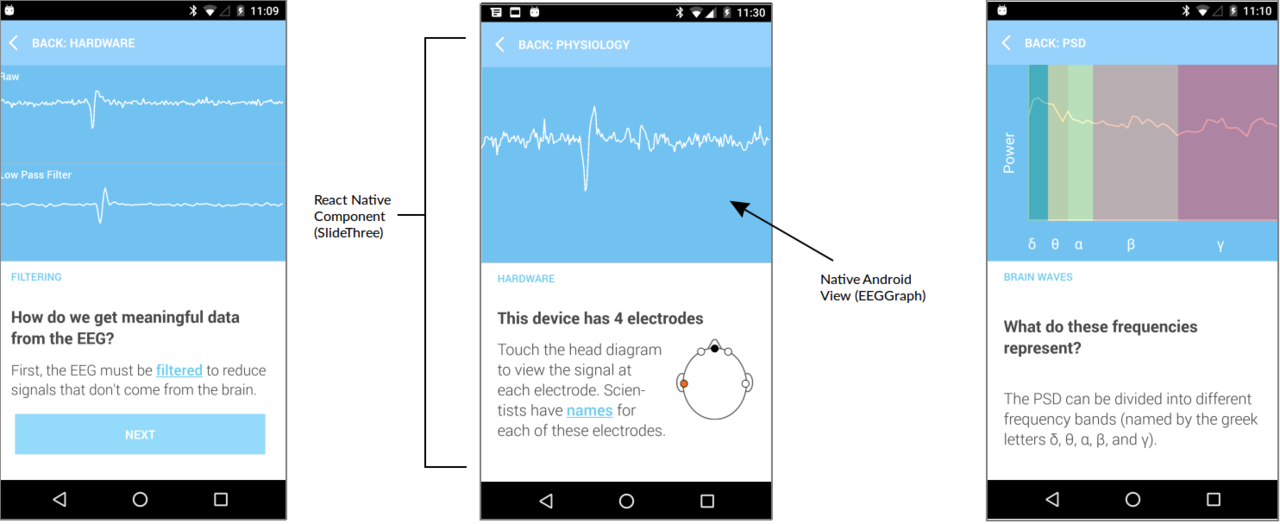 11:09
BACK: HARDWARE
Raw
Low Pass Filter
FILTERING
How do we get meaningful data
from the EEG?
First, the EEG must be filtered to reduce
signals that don't come from the brain.
NEXT
React Native
Component
(SlideThree)
11:30
BACK: PHYSIOLOGY
HARDWARE
This device has 4 electrodes
Touch the head diagram
to view the signal at
each electrode. Scien-
tists have names for
each of these electrodes.
Native Android
View (EEGGraph)
11:10
BACK: PSD
Power
δ θ α β γ
BRAIN WAVES
What do these frequencies
represent?
The PSD can be divided into different
frequency bands (named by the greek
letters δ, θ, α, β, and γ).